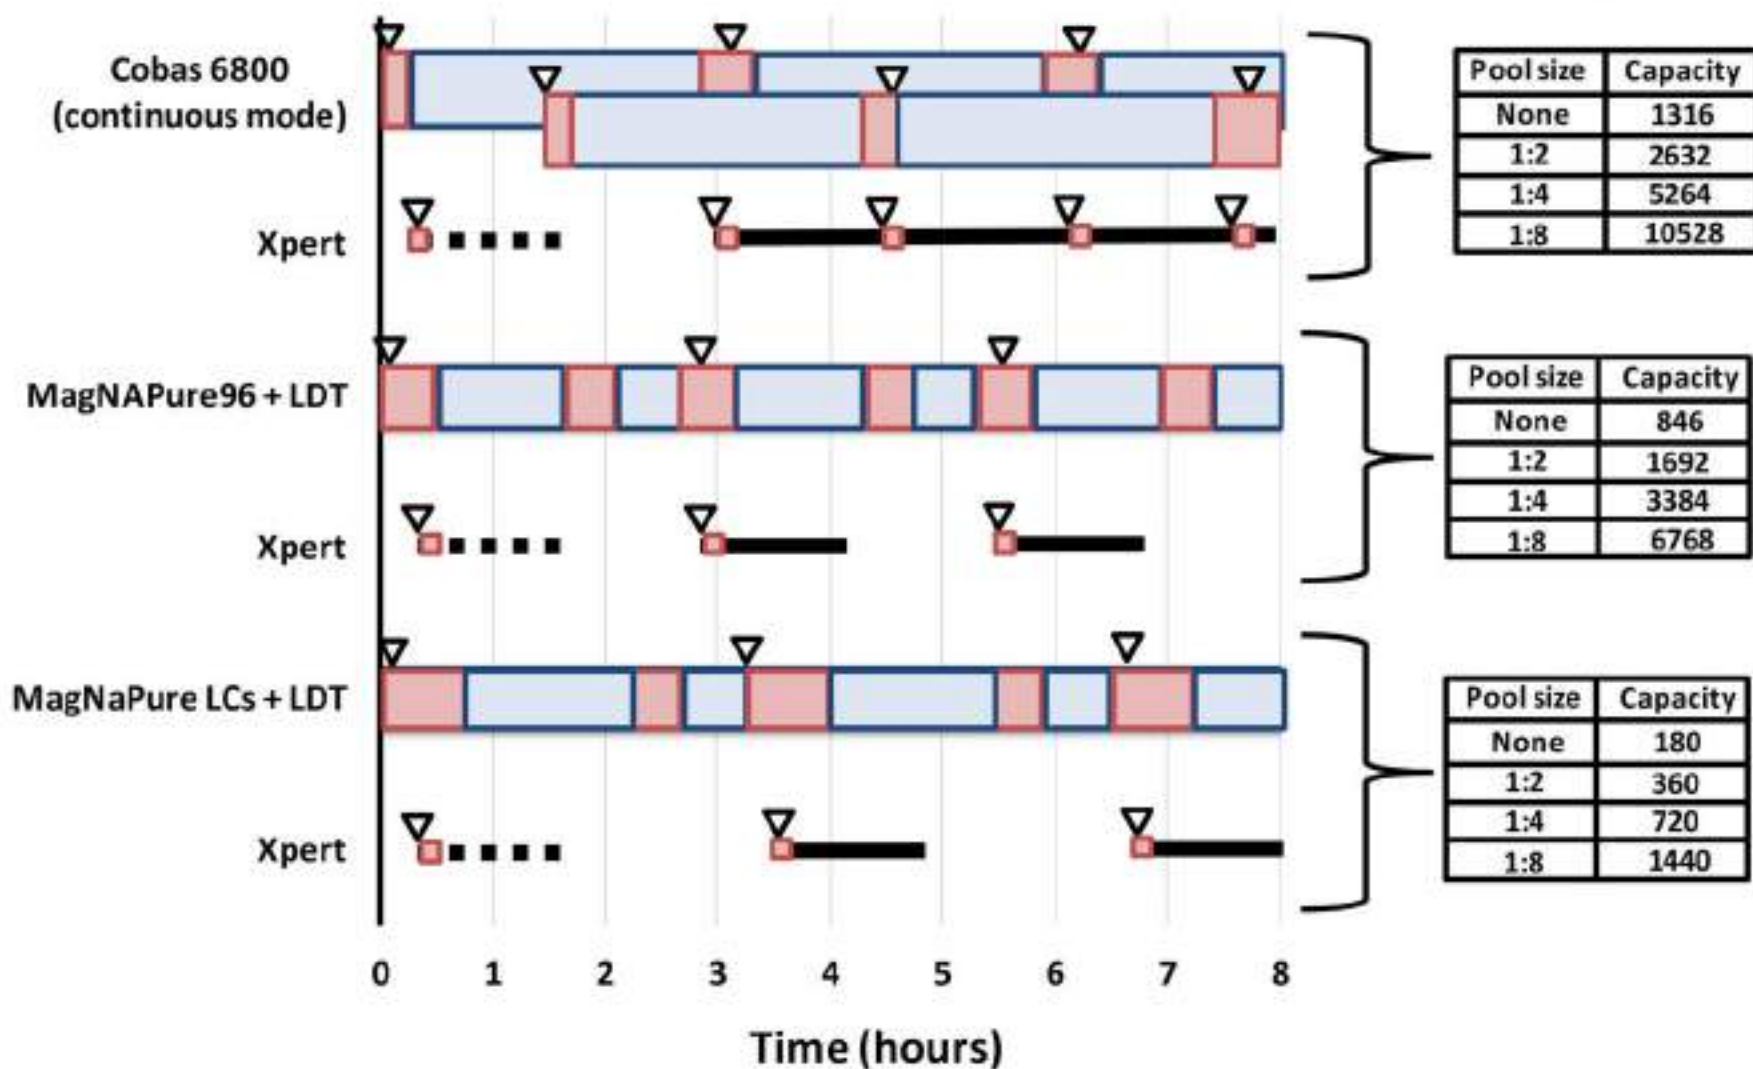 Cobas 6800
(continuous mode)
Xpert
Pool size Capacity
None 1316
1:2 2632
1:4 5264
1:8 10528
MagNAPure96 + LDT
Xpert
Pool size Capacity
None 846
1:2 1692
1:4 3384
1:8 6768
MagNaPure LCs + LDT
Xpert
Pool size Capacity
None 180
1:2 360
1:4 720
1:8 1440
0 1 2 3 4 5 6 7 8
Time (hours)